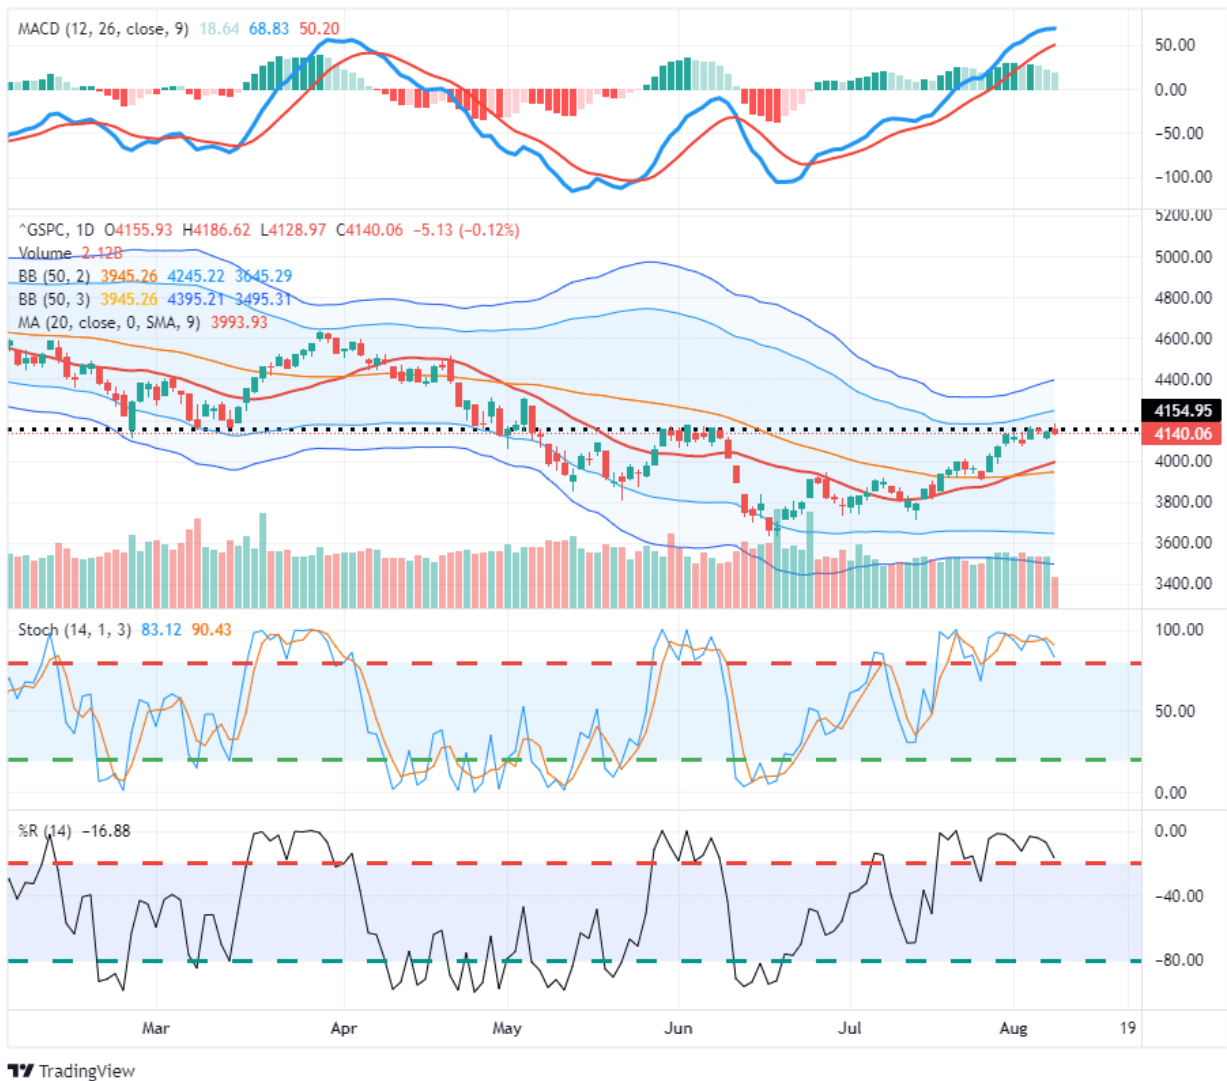 MACD (12, 26, close, 9) 18.64 68.83 50.20
50.00
0.00
−50.00
−100.00
5200.00
^GSPC, 1D O4155.93 H4186.62 L4128.97 C4140.06 −5.13 (−0.12%)
Volume 2.12B
5000.00
BB (50, 2) 3945.26 4245.22 3645.29
BB (50, 3) 3945.26 4395.21 3495.31
4800.00
MA (20, close, 0, SMA, 9) 3993.93
4600.00
4400.00
4154.95
4140.06
4000.00
3800.00
3600.00
3400.00
Stoch (14, 1, 3) 83.12 90.43
100.00
50.00
0.00
%R (14) −16.88
0.00
−40.00
−80.00
Mar Apr May Jun Jul Aug 19
TradingView